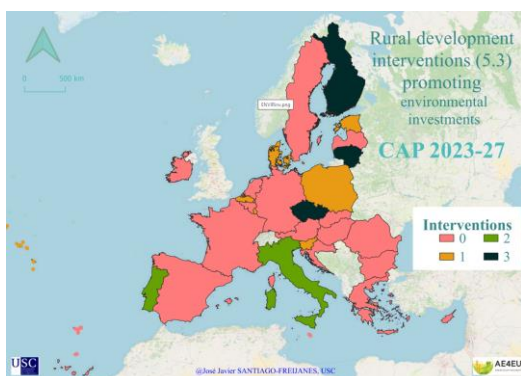 Rural development
interventions (5.3)
promoting
environmental
investments
CAP 2023-27
0 500 km
Interventions
0 2
1 3
USC
@José Javier SANTIAGO-FREIJANES, USC
AE4EU